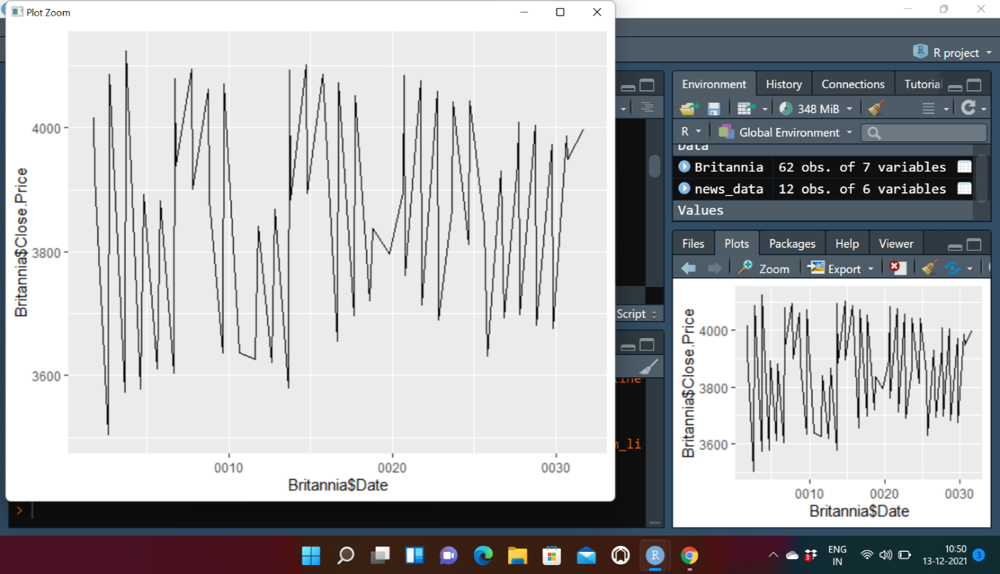 Plot Zoom
4000
3800
3600
Britannia$Close.Price
0010
0020
0030
Britannia$Date
R project
Environment
History
Connections
Tutorial
348 MiB
R
Global Environment
Data
Britannia
62 obs. of 7 variables
news_data
12 obs. of 6 variables
Values
Script
>
Files
Plots
Packages
Help
Viewer
Zoom
Export
4000
3800
3600
Britannia$Close.Price
0010
0020
0030
Britannia$Date
ENG
IN
10:50
13-12-2021
3